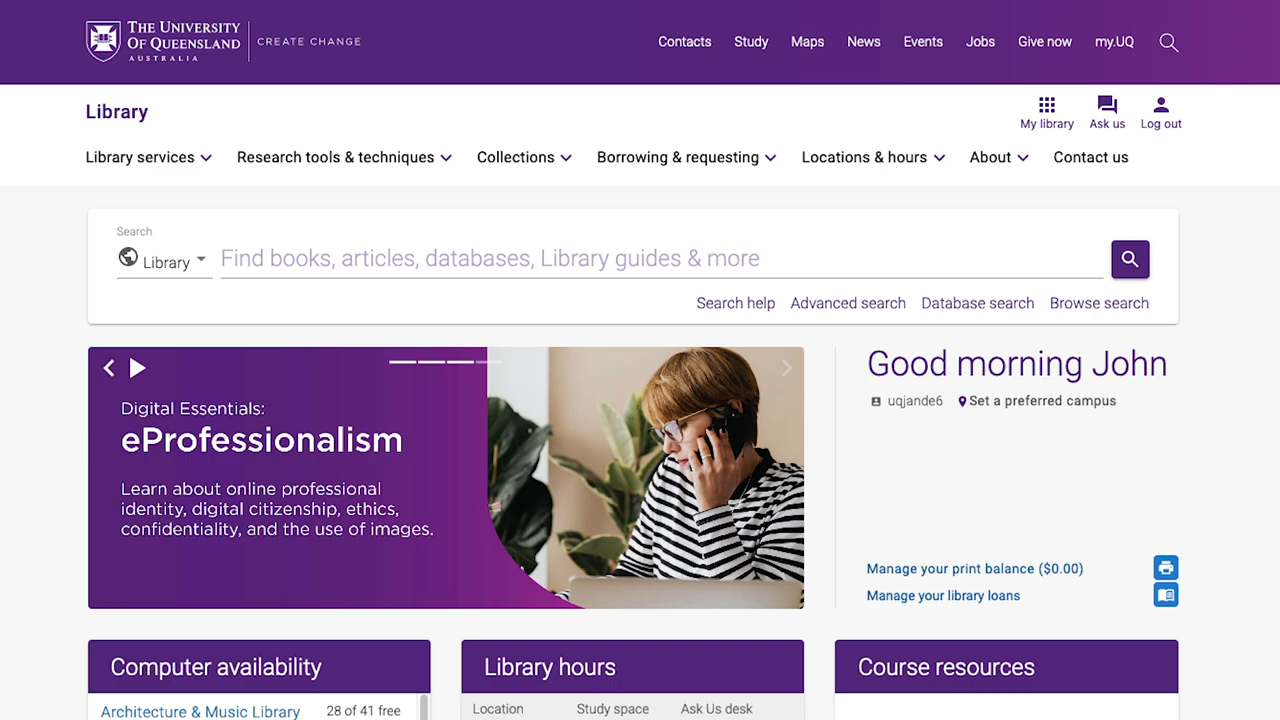 THE UNIVERSITY
OF QUEENSLAND
AUSTRALIA
CREATE CHANGE
Contacts Study Maps News Events Jobs Give now my.UQ
Library
My library Ask us Log out
Library services Research tools & techniques Collections Borrowing & requesting Locations & hours About Contact us
Search
Library Find books, articles, databases, Library guides & more
Search help Advanced search Database search Browse search
Digital Essentials:
eProfessionalism
Learn about online professional
identity, digital citizenship, ethics,
confidentiality, and the use of images.
Good morning John
uqjande6 Set a preferred campus
Manage your print balance ($0.00)
Manage your library loans
Computer availability
Architecture & Music Library 28 of 41 free
Library hours
Location Study space Ask Us desk
Course resources